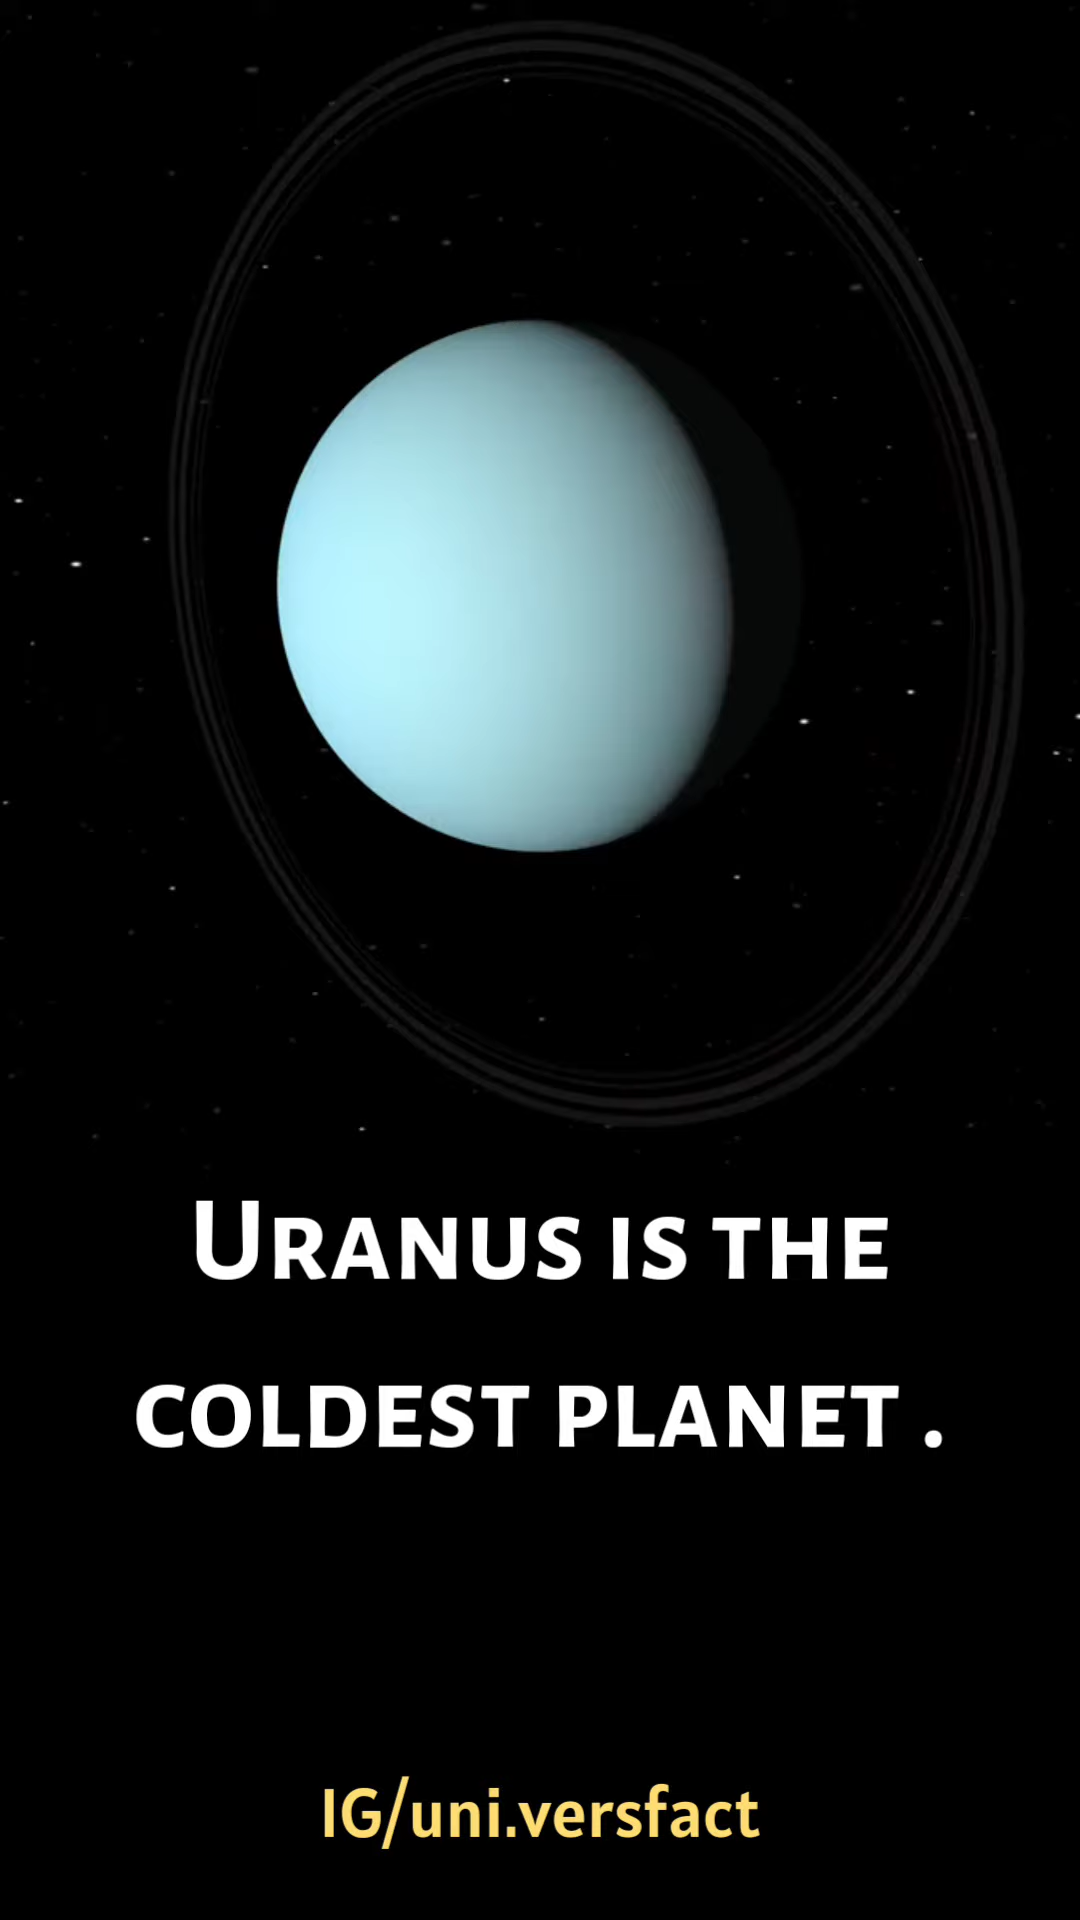 Uranus is the
coldest planet .
IG/uni.versfact